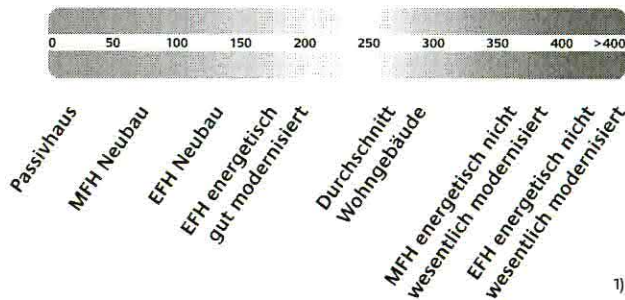 0 50 100 150 200 250 300 350 400 >400
Passivhaus
MFH Neubau
EFH Neubau
EFH energetisch
gut modernisiert
Durchschnitt
Wohngebäude
MFH energetisch nicht
wesentlich modernisiert
EFH energetisch nicht
wesentlich modernisiert
1)